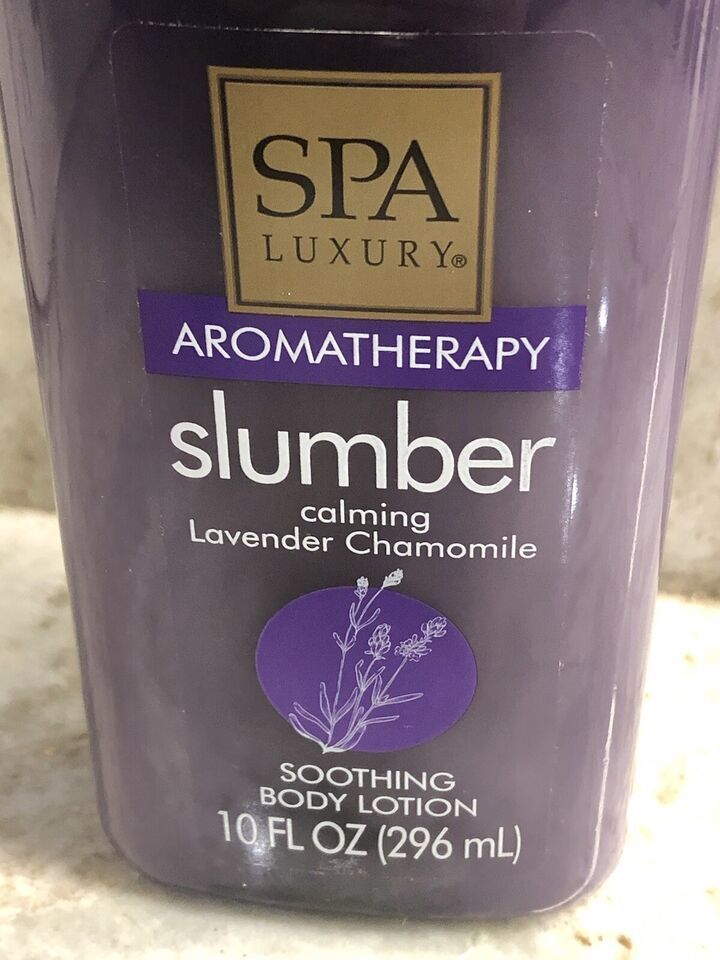 SPA
LUXURY®
AROMATHERAPY
slumber
calming
Lavender Chamomile
SOOTHING
BODY LOTION
10 FL OZ (296 mL)